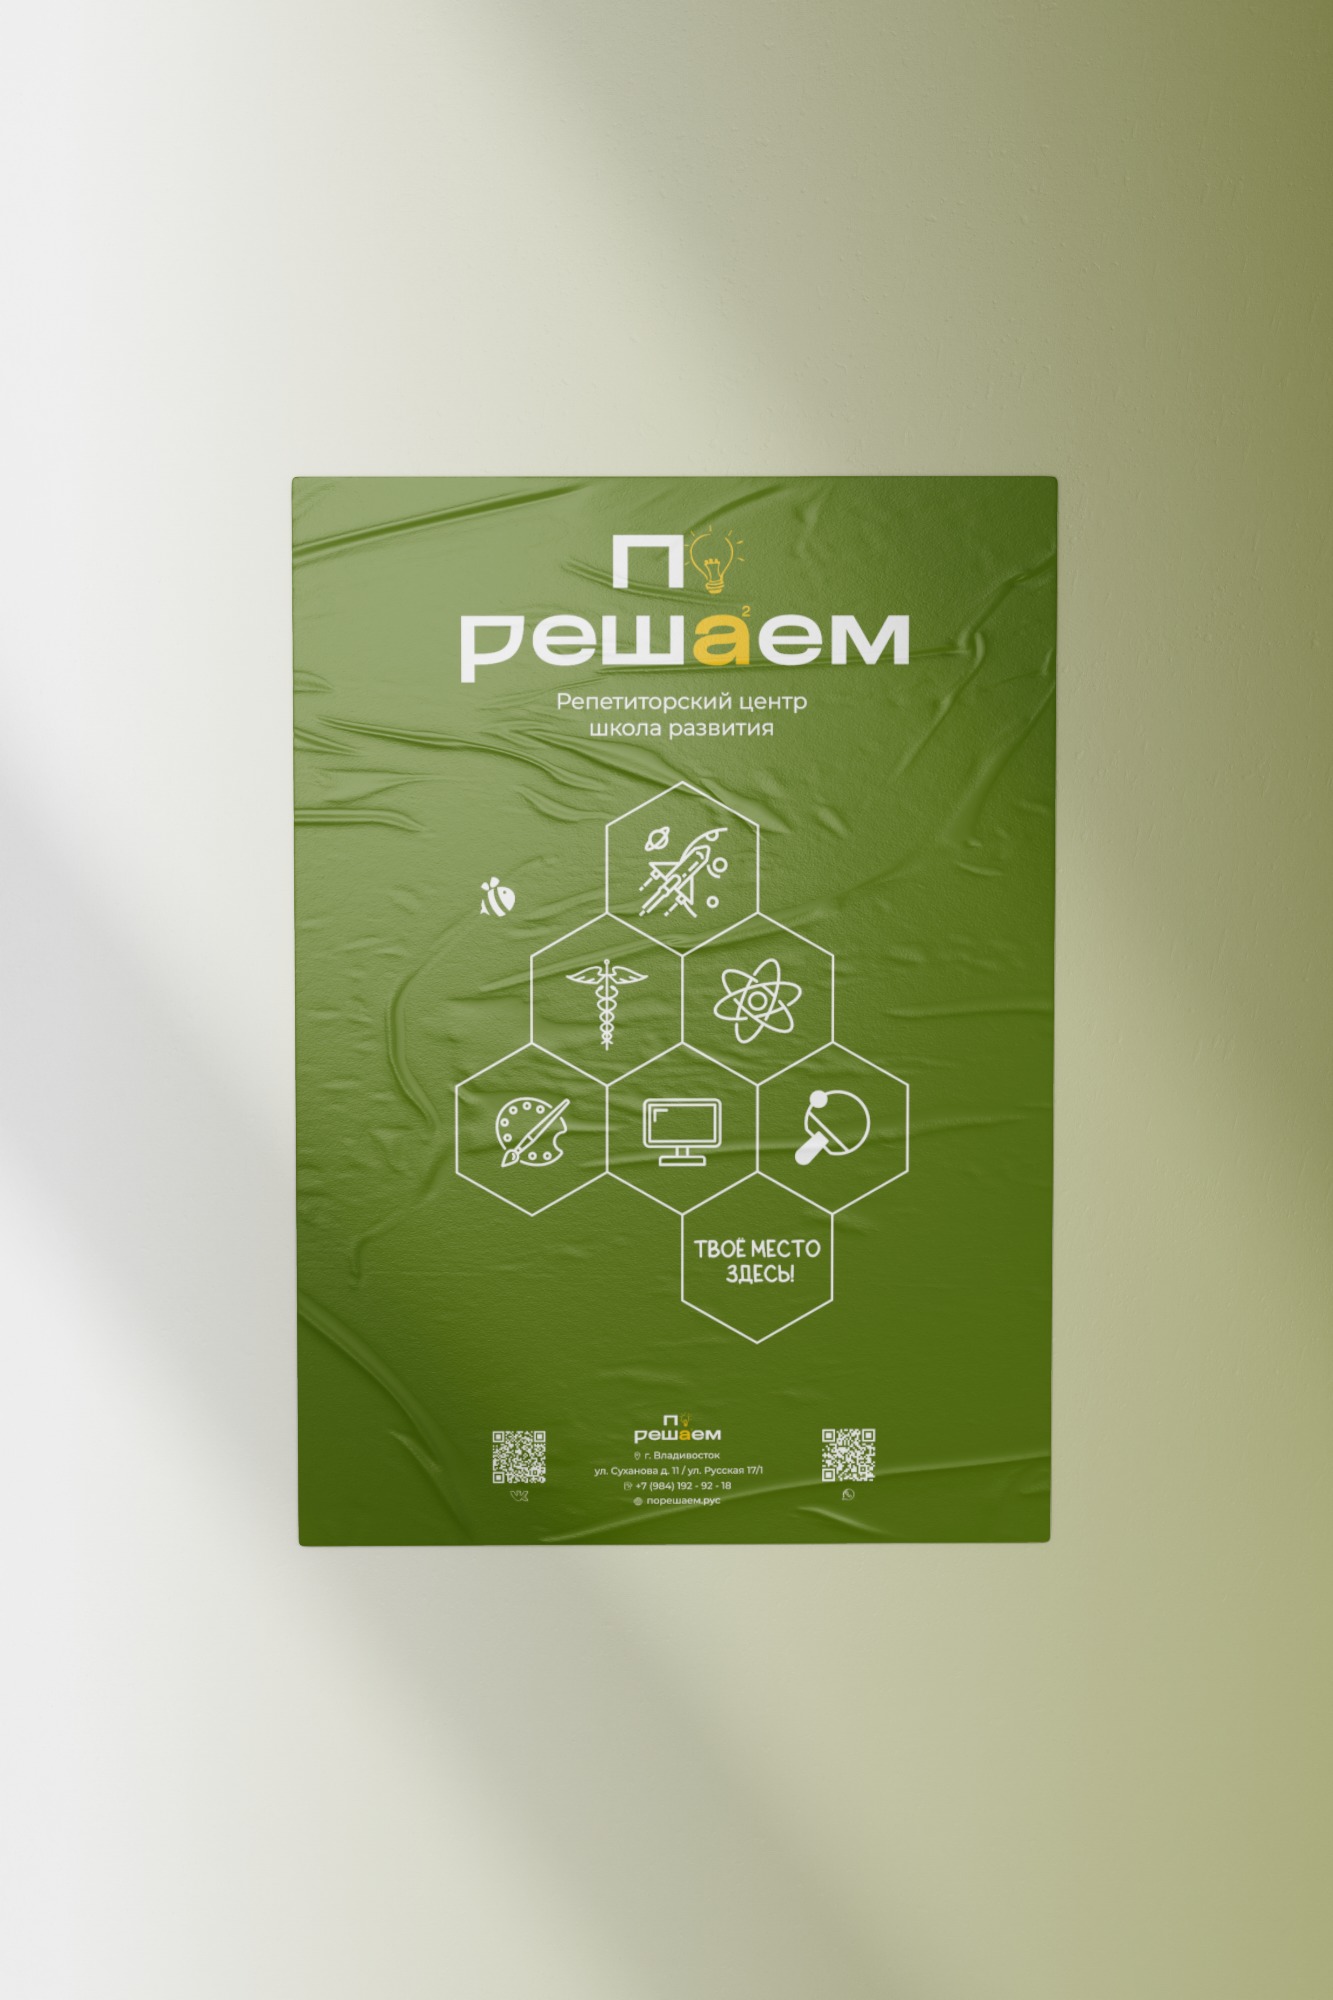 П
решаем
2
Репетиторский центр
школа развития
ТВОЁ МЕСТО
ЗДЕСЬ!
П
решаем
г. Владивосток
ул. Суханова д. 11 / ул. Русская 17/1
+7 (984) 192 - 92 - 18
порешаем.рус